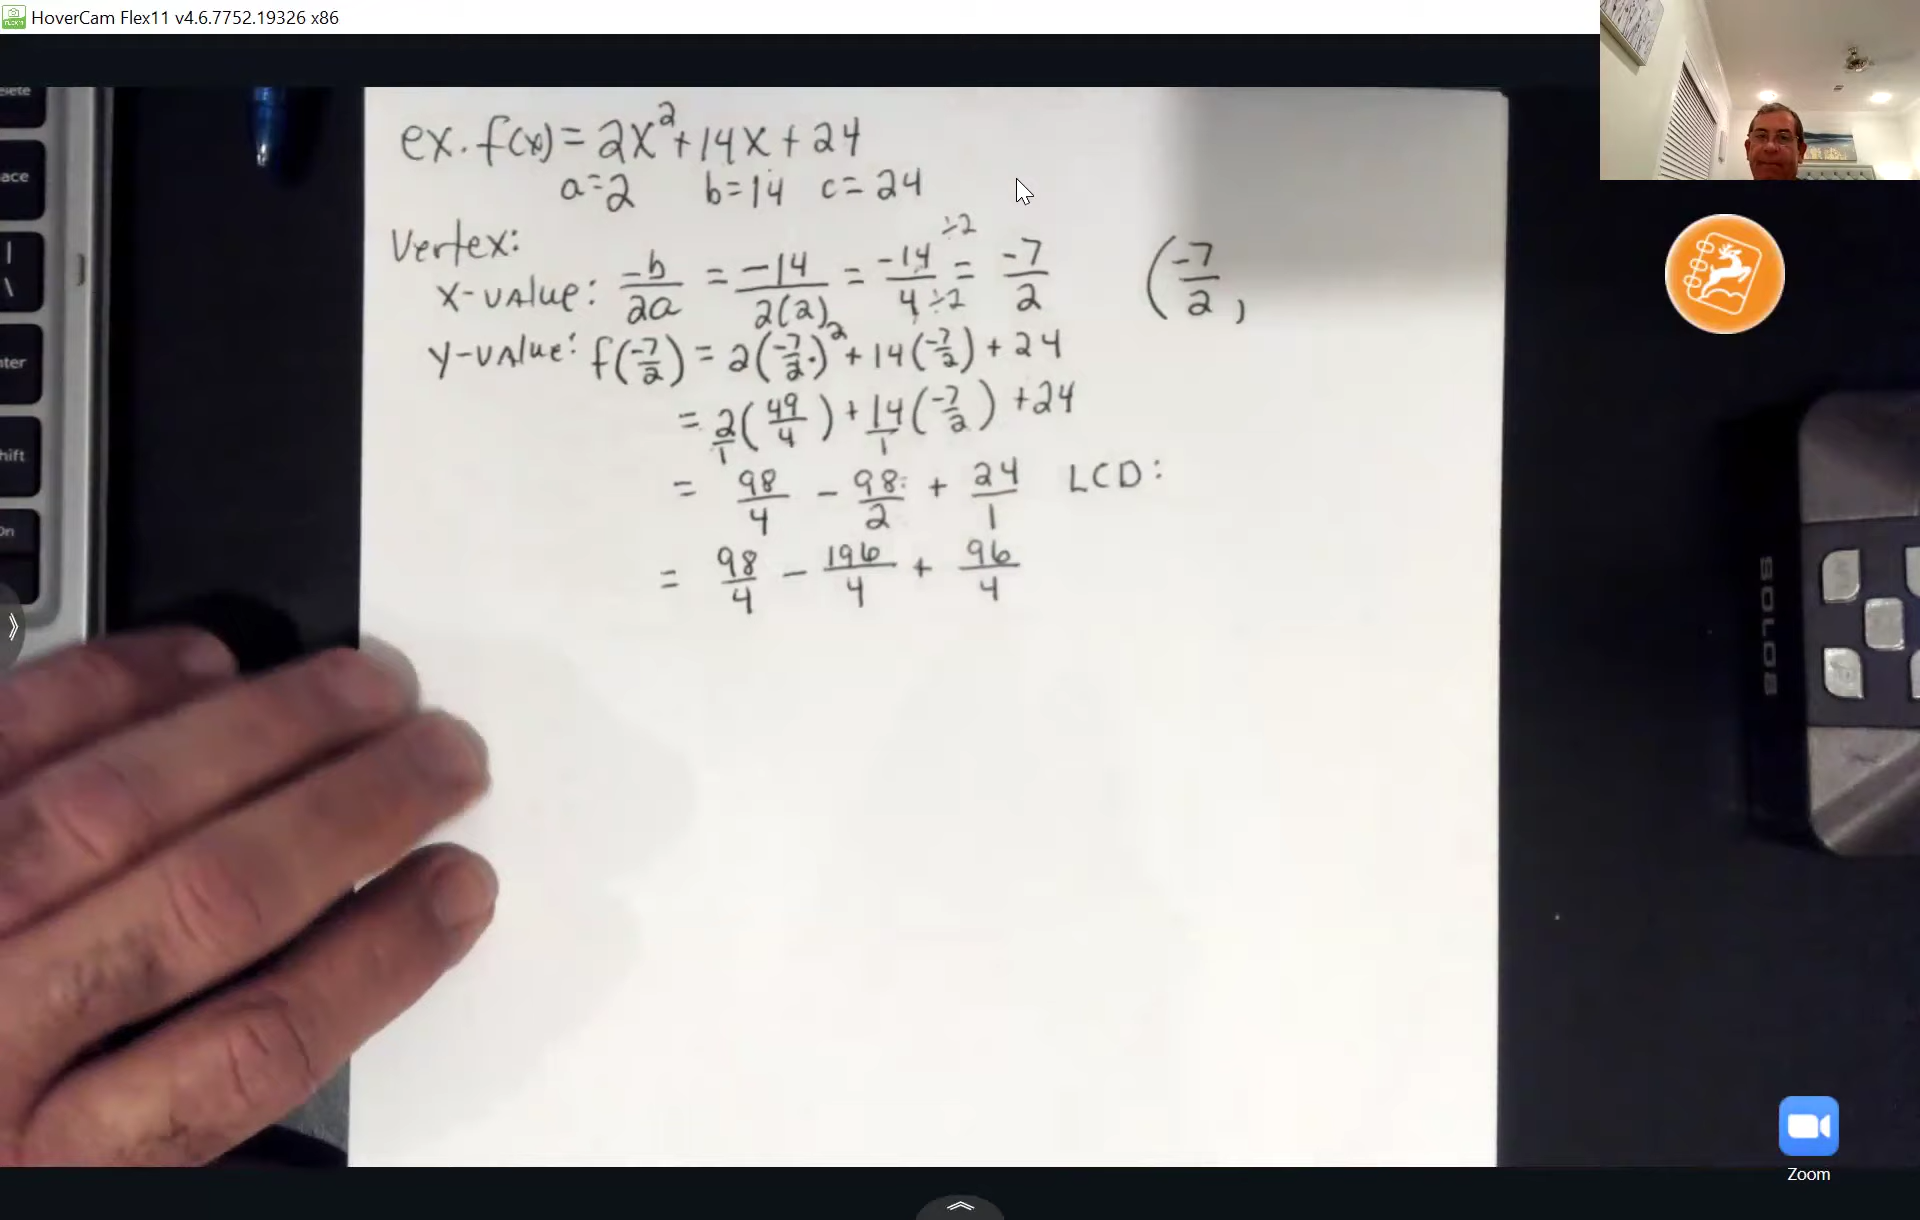 HoverCam Flex11 v4.6.7752.19326 x86
ex. f(x) = 2x² + 14x + 24
a=2 b=14 c=24
Vertex:
x-value: -b/2a = -14/2(2) = -14÷2/4÷2 = -7/2 (-7/2,
y-value: f(-7/2) = 2(-7/2)² + 14(-7/2) + 24
= 2/1(49/4) + 14/1(-7/2) + 24
= 98/4 - 98/2 + 24/1 LCD:
= 98/4 - 196/4 + 96/4
SOLO8
Zoom